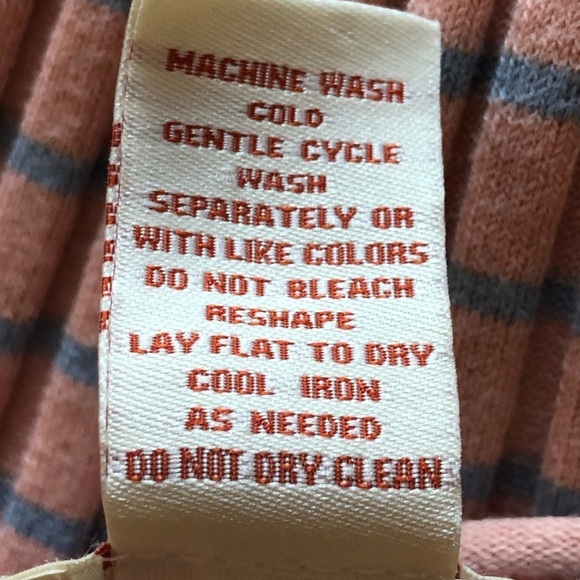 MACHINE WASH
COLD
GENTLE CYCLE
WASH
SEPARATELY OR
WITH LIKE COLORS
DO NOT BLEACH
RESHAPE
LAY FLAT TO DRY
COOL IRON
AS NEEDED
DO NOT DRY CLEAN